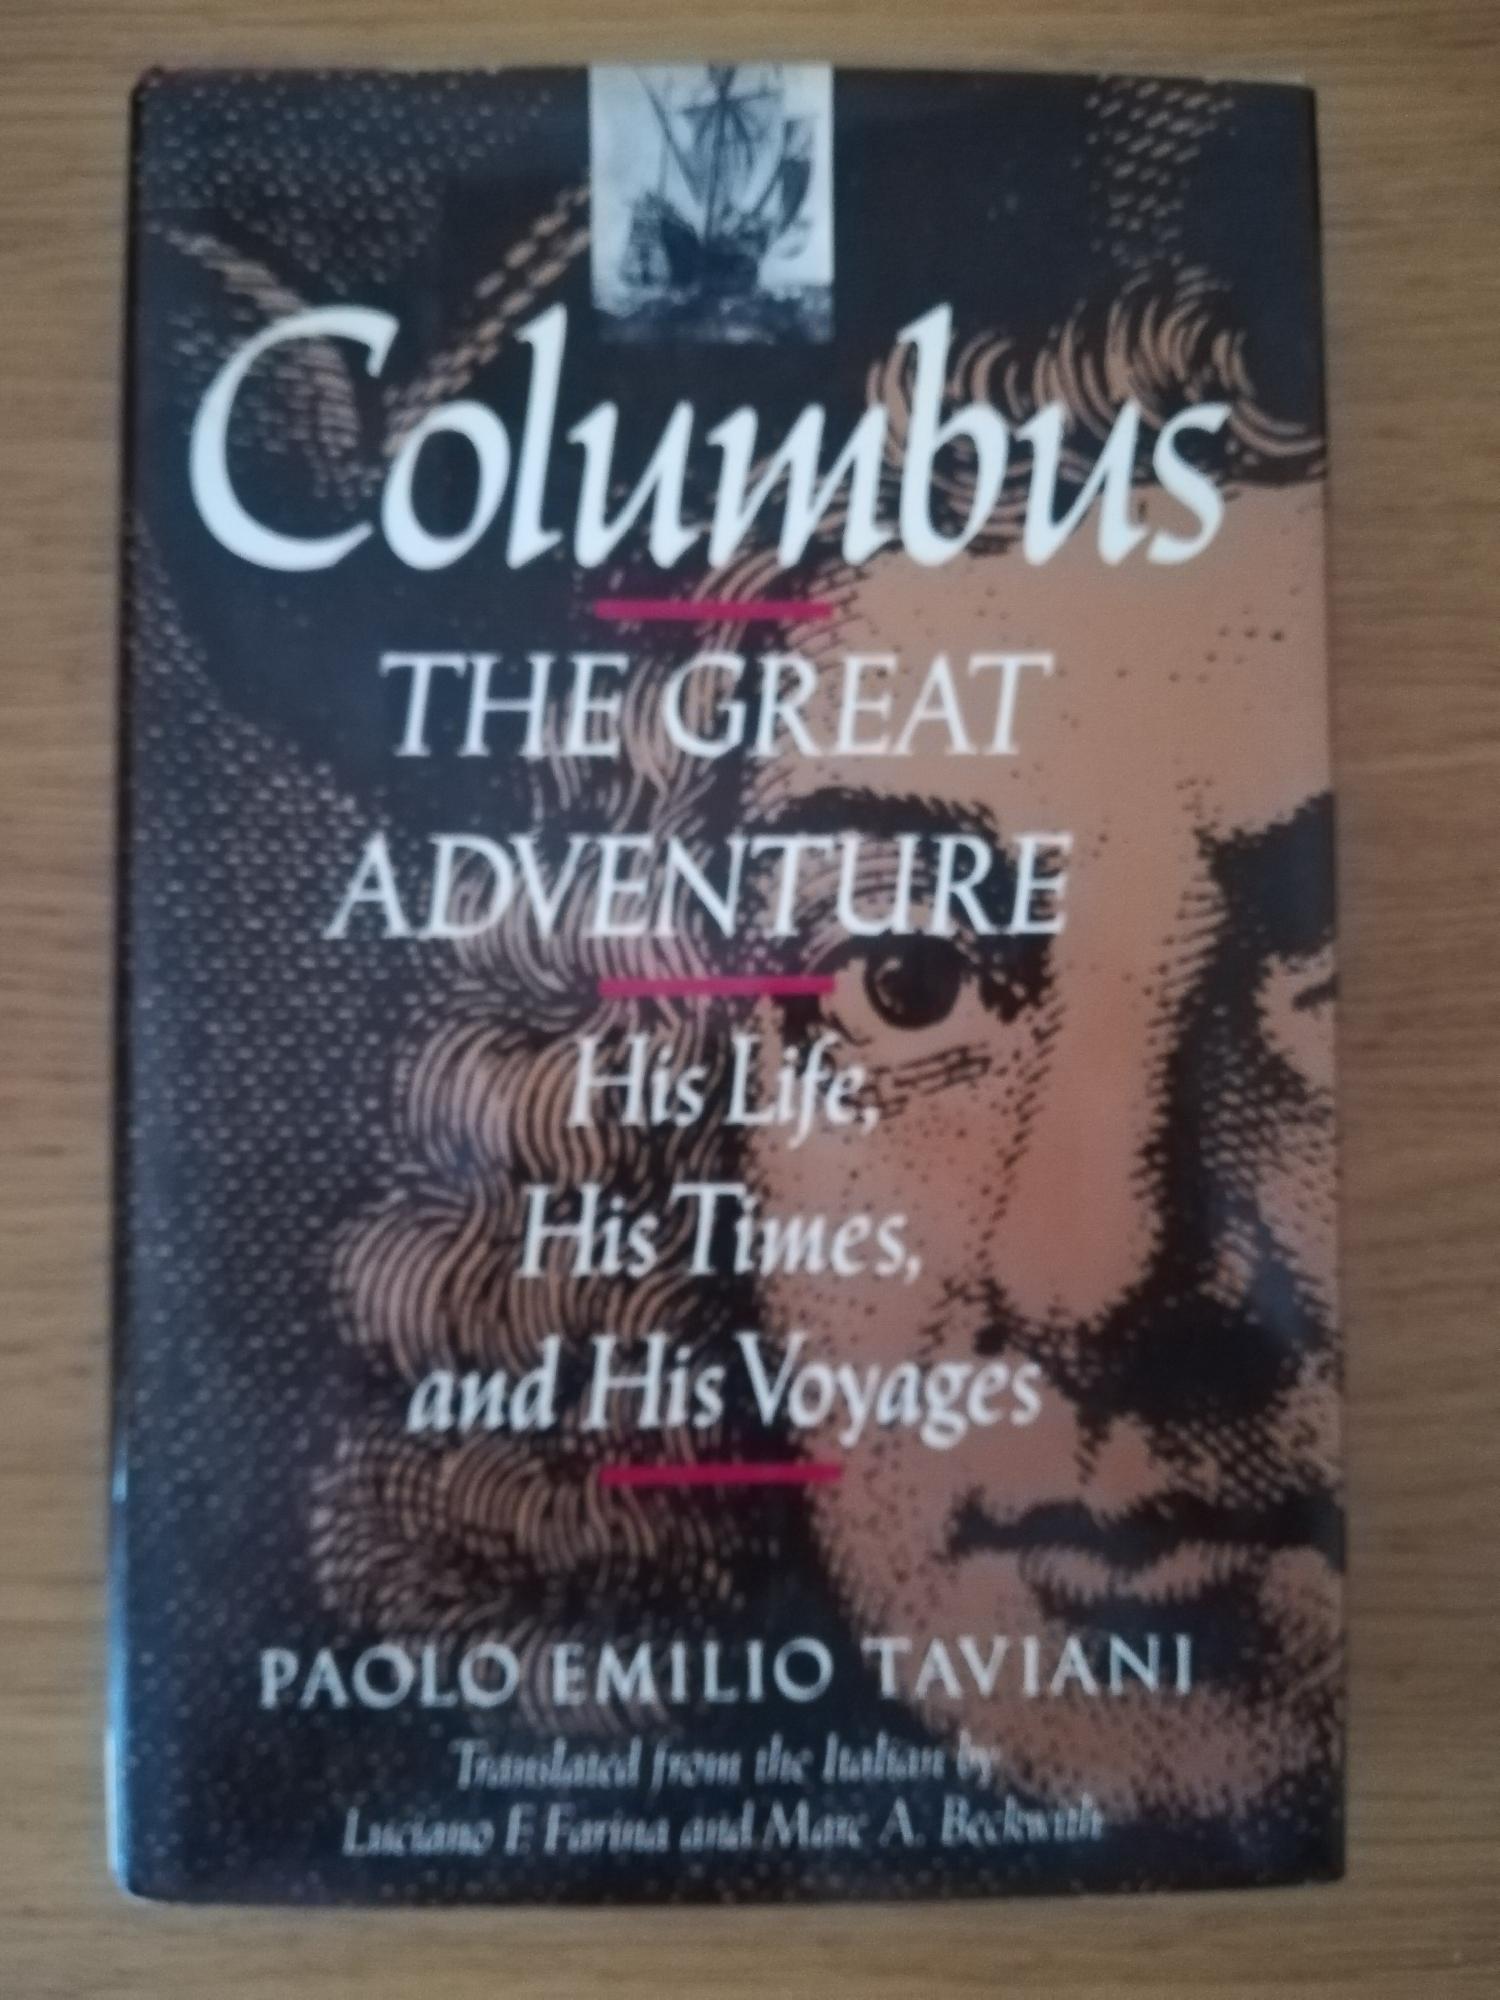 Columbus
THE GREAT
ADVENTURE
His Life,
His Times,
and His Voyages
PAOLO EMILIO TAVIANI
Translated from the Italian by
Luciano F. Farina and Marc A. Beckwith